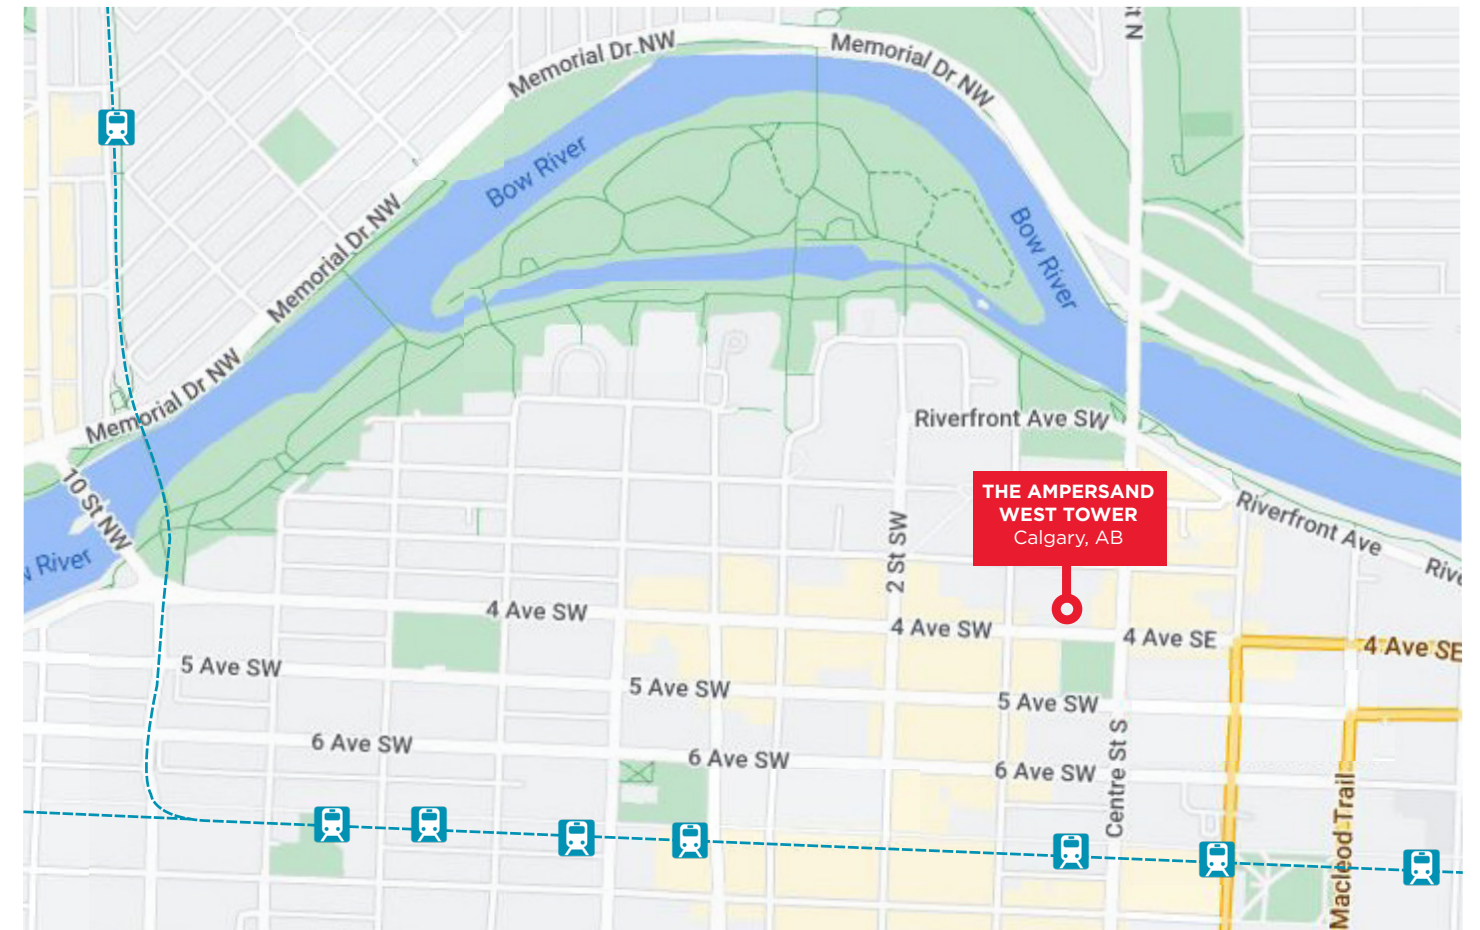 Memorial Dr NW
Memorial Dr NW
St N
Bow River
Memorial Dr NW
Bow River
Memorial Dr NW
Riverfront Ave SW
10 St NW
THE AMPERSAND
WEST TOWER
Calgary, AB
Riverfront Ave
River
2 St SW
4 Ave SW
4 Ave SW
4 Ave SE
4 Ave SE
5 Ave SW
5 Ave SW
5 Ave SW
6 Ave SW
6 Ave SW
6 Ave SW
Centre St S
Macleod Trail